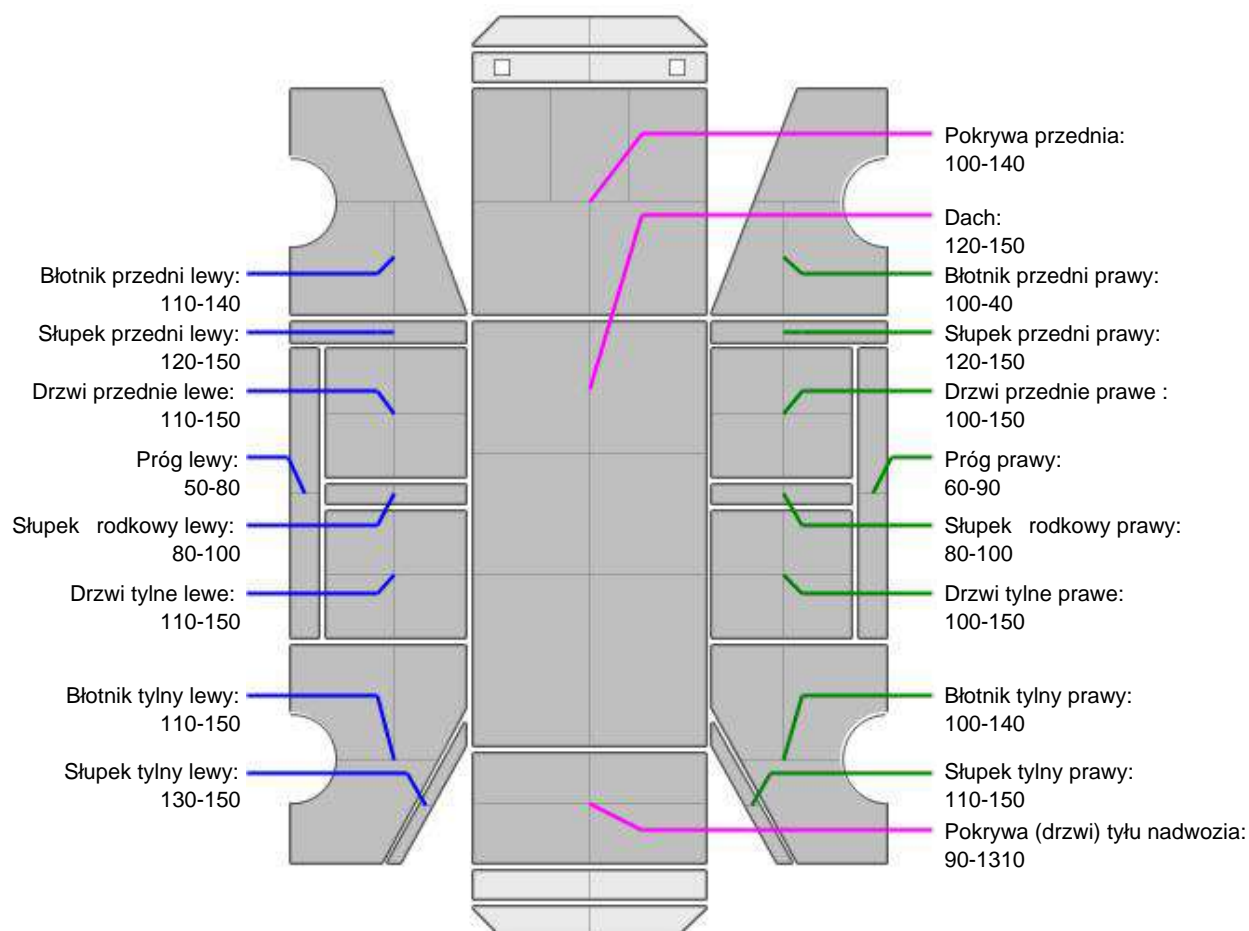 Pokrywa przednia:
100-140
Dach:
120-150
Błotnik przedni lewy:
110-140
Błotnik przedni prawy:
100-40
Słupek przedni lewy:
120-150
Słupek przedni prawy:
120-150
Drzwi przednie lewe:
110-150
Drzwi przednie prawe :
100-150
Próg lewy:
50-80
Próg prawy:
60-90
Słupek rodkowy lewy:
80-100
Słupek rodkowy prawy:
80-100
Drzwi tylne lewe:
110-150
Drzwi tylne prawe:
100-150
Błotnik tylny lewy:
110-150
Błotnik tylny prawy:
100-140
Słupek tylny lewy:
130-150
Słupek tylny prawy:
110-150
Pokrywa (drzwi) tyłu nadwozia:
90-1310